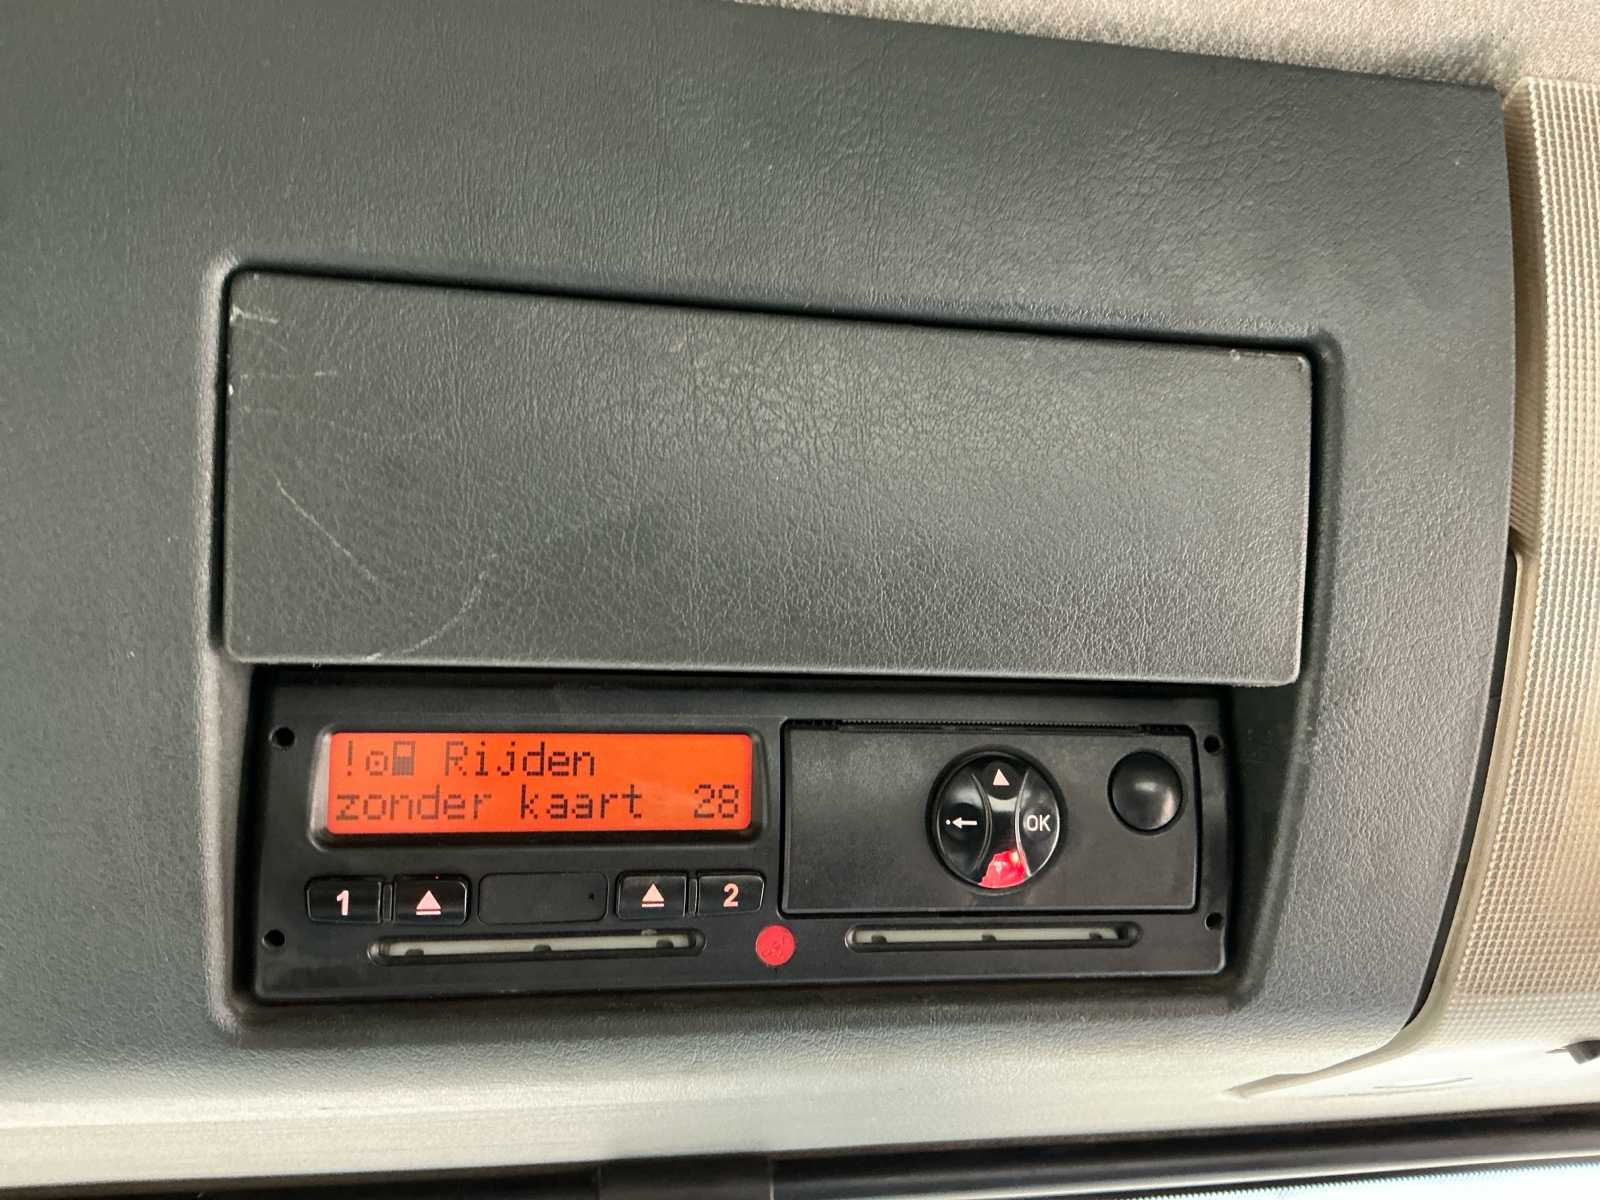 ! Rijden
zonder kaart 28
1
2
OK